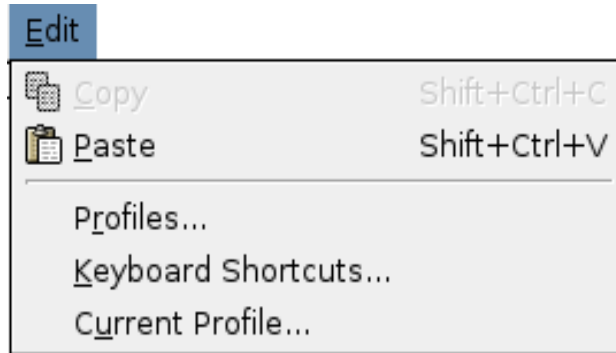 Edit
Copy Shift+Ctrl+C
Paste Shift+Ctrl+V
Profiles...
Keyboard Shortcuts...
Current Profile...